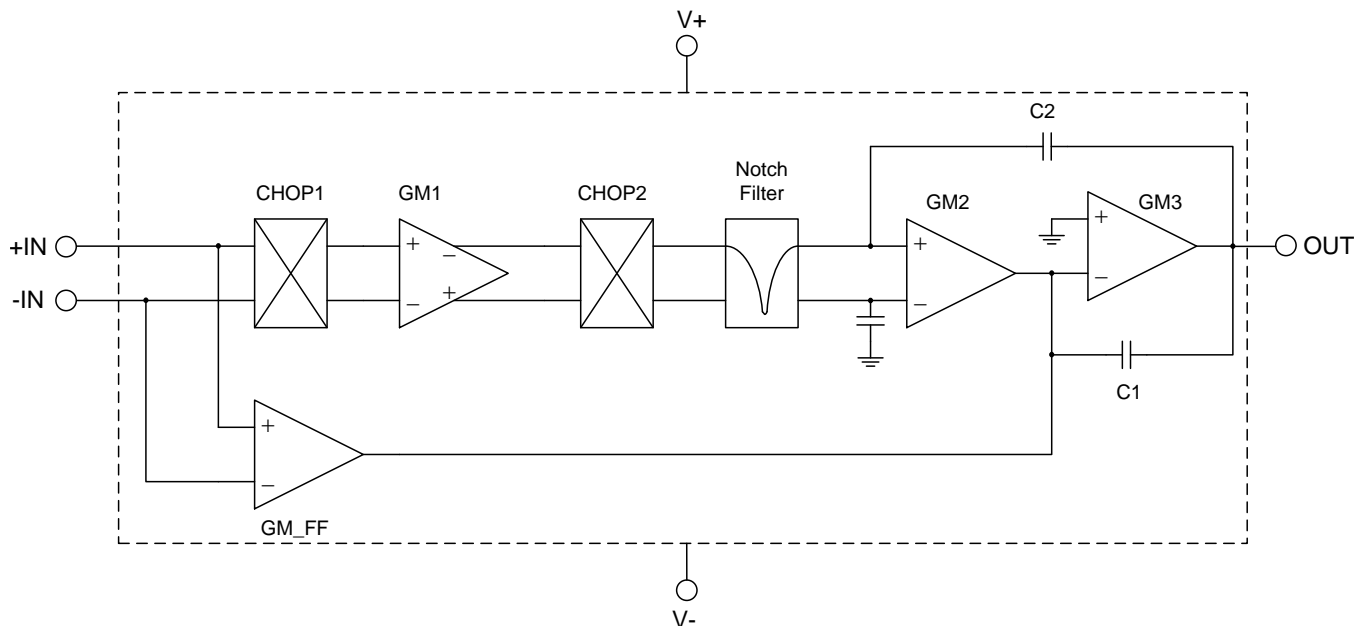 V+
C2
Notch
Filter
CHOP1
GM1
CHOP2
GM2
GM3
+IN
-IN
OUT
+
−
−
+
+
−
+
−
C1
+
−
GM_FF
V-